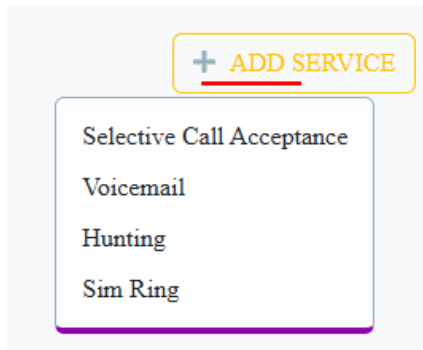 + ADD SERVICE
Selective Call Acceptance
Voicemail
Hunting
Sim Ring